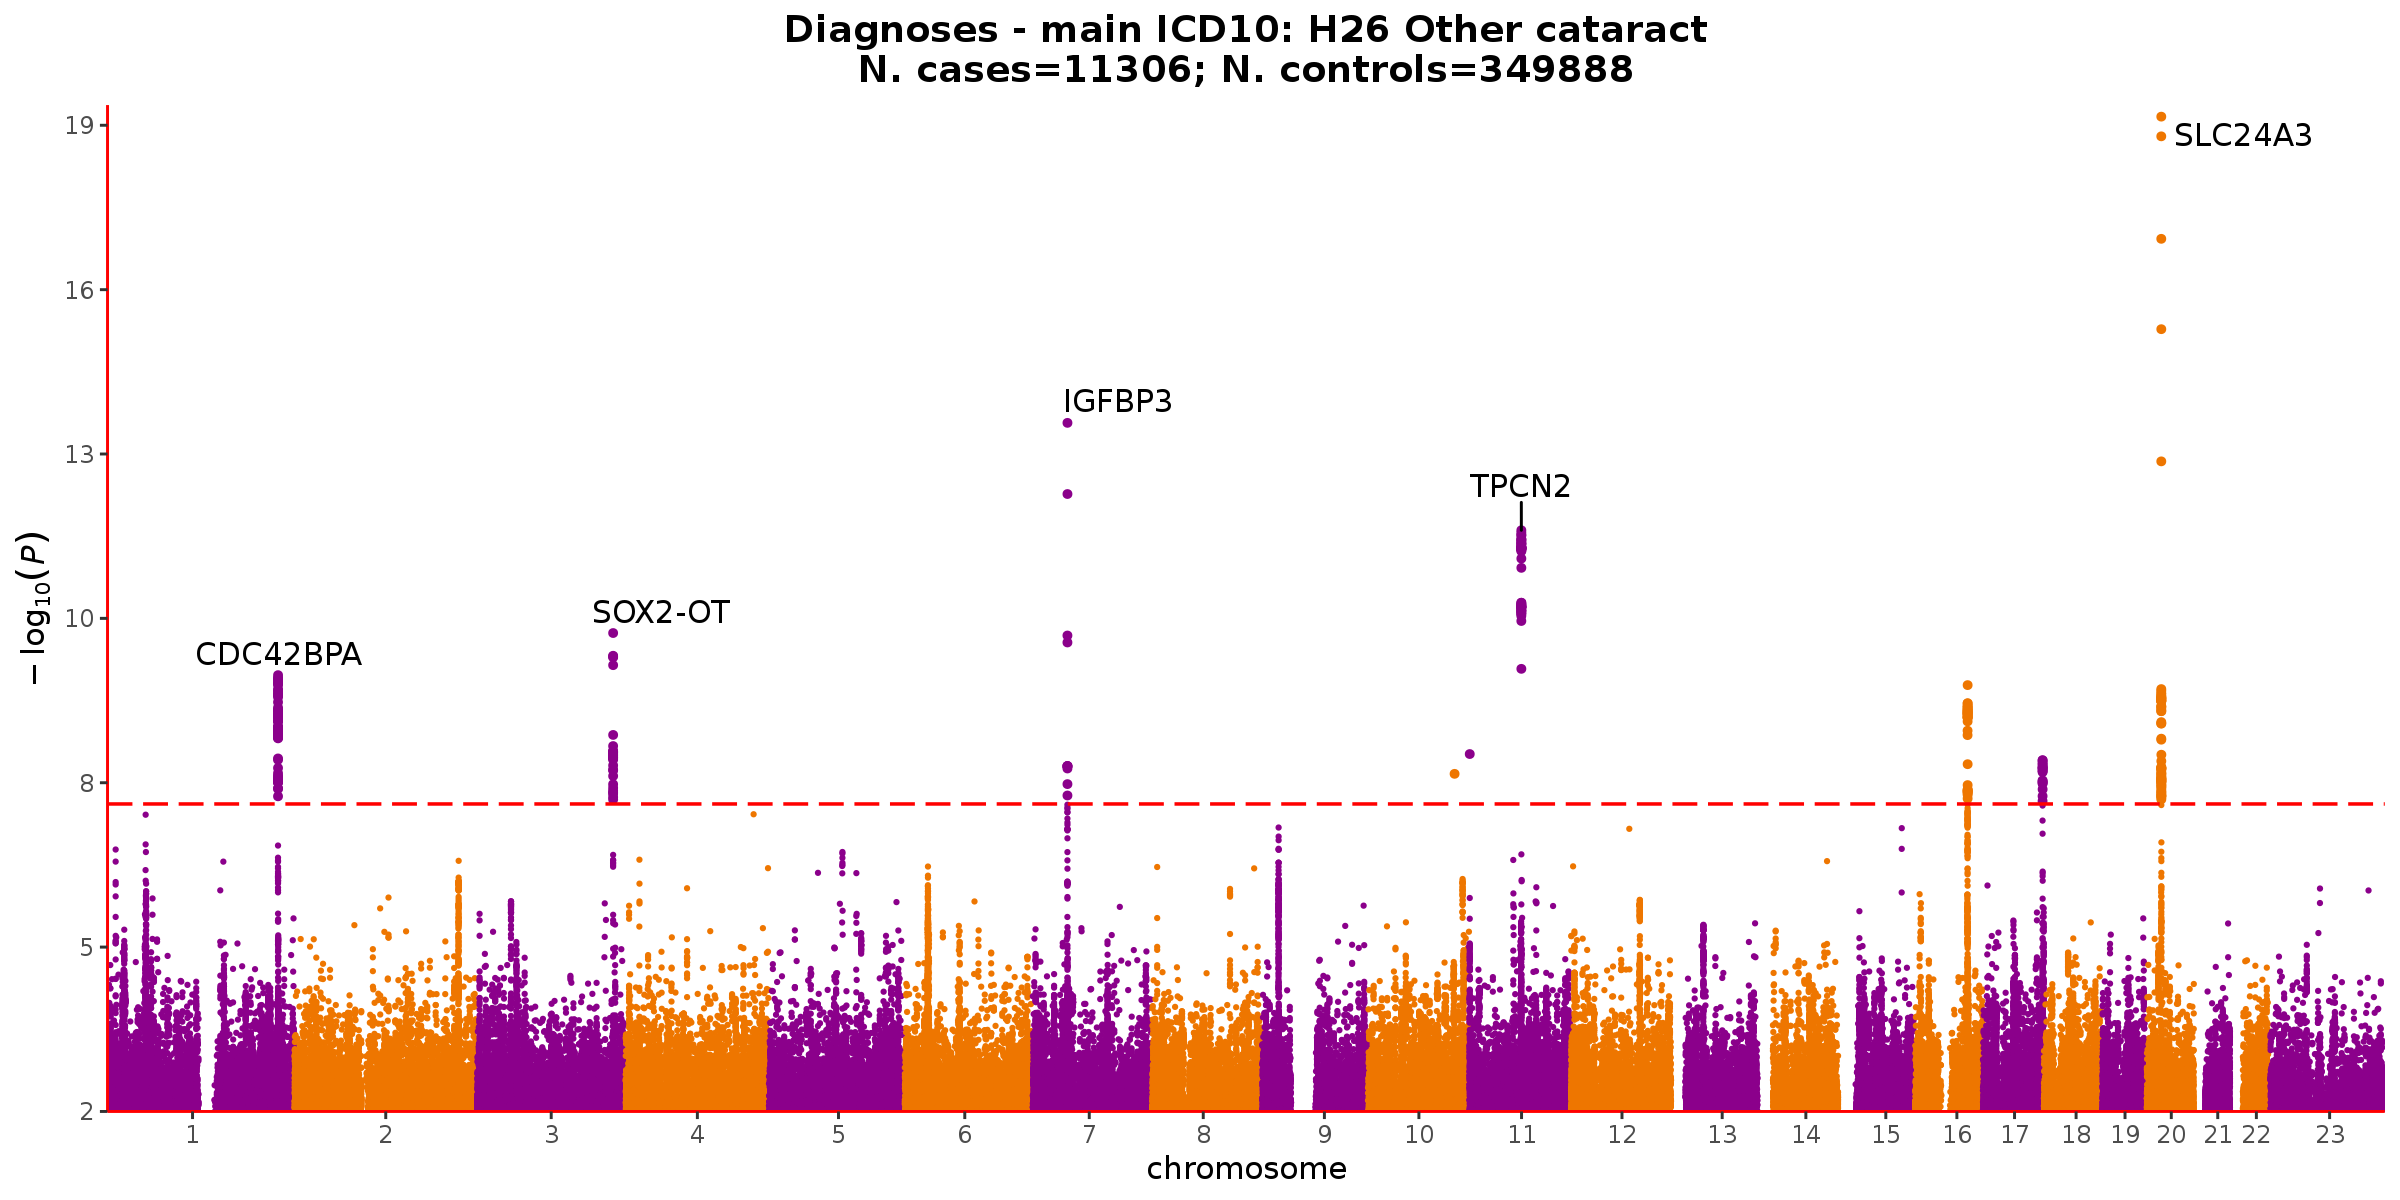 Diagnoses - main ICD10: H26 Other cataract
N. cases=11306; N. controls=349888
19
SLC24A3
16
IGFBP3
13
TPCN2
10
SOX2-OT
CDC42BPA
8
5
2
−log10(P)
1 2 3 4 5 6 7 8 9 10 11 12 13 14 15 16 17 18 19 20 21 22 23
chromosome